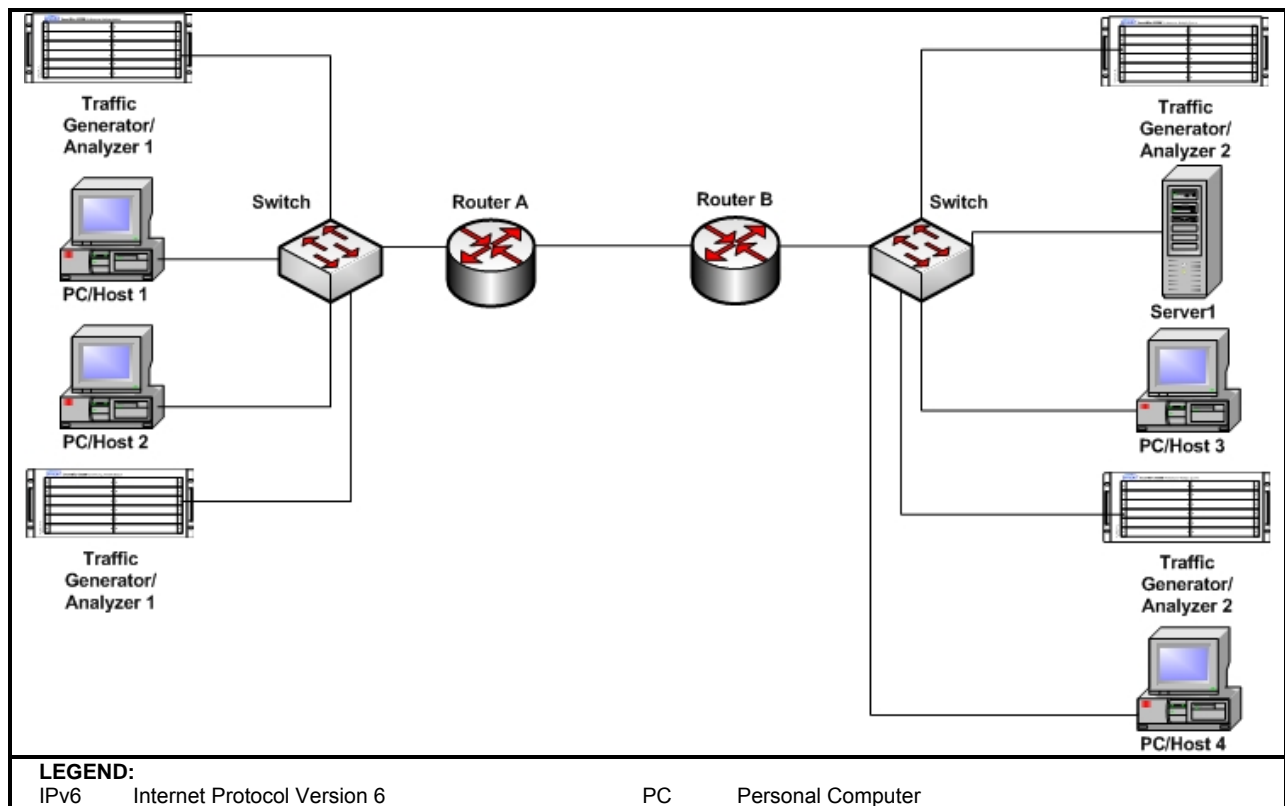 Traffic
Generator/
Analyzer 1
Traffic
Generator/
Analyzer 2
Switch
Router A
Router B
Switch
PC/Host 1
Server1
PC/Host 2
PC/Host 3
Traffic
Generator/
Analyzer 1
Traffic
Generator/
Analyzer 2
PC/Host 4
LEGEND:
IPv6 Internet Protocol Version 6 PC Personal Computer